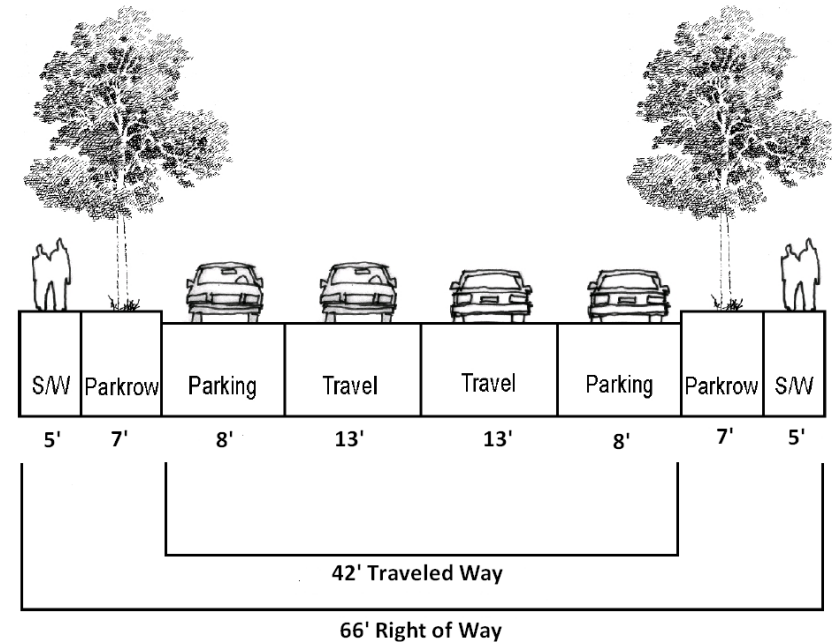 S/W Parkrow Parking Travel Travel Parking Parkrow S/W
5' 7' 8' 13' 13' 8' 7' 5'
42' Traveled Way
66' Right of Way